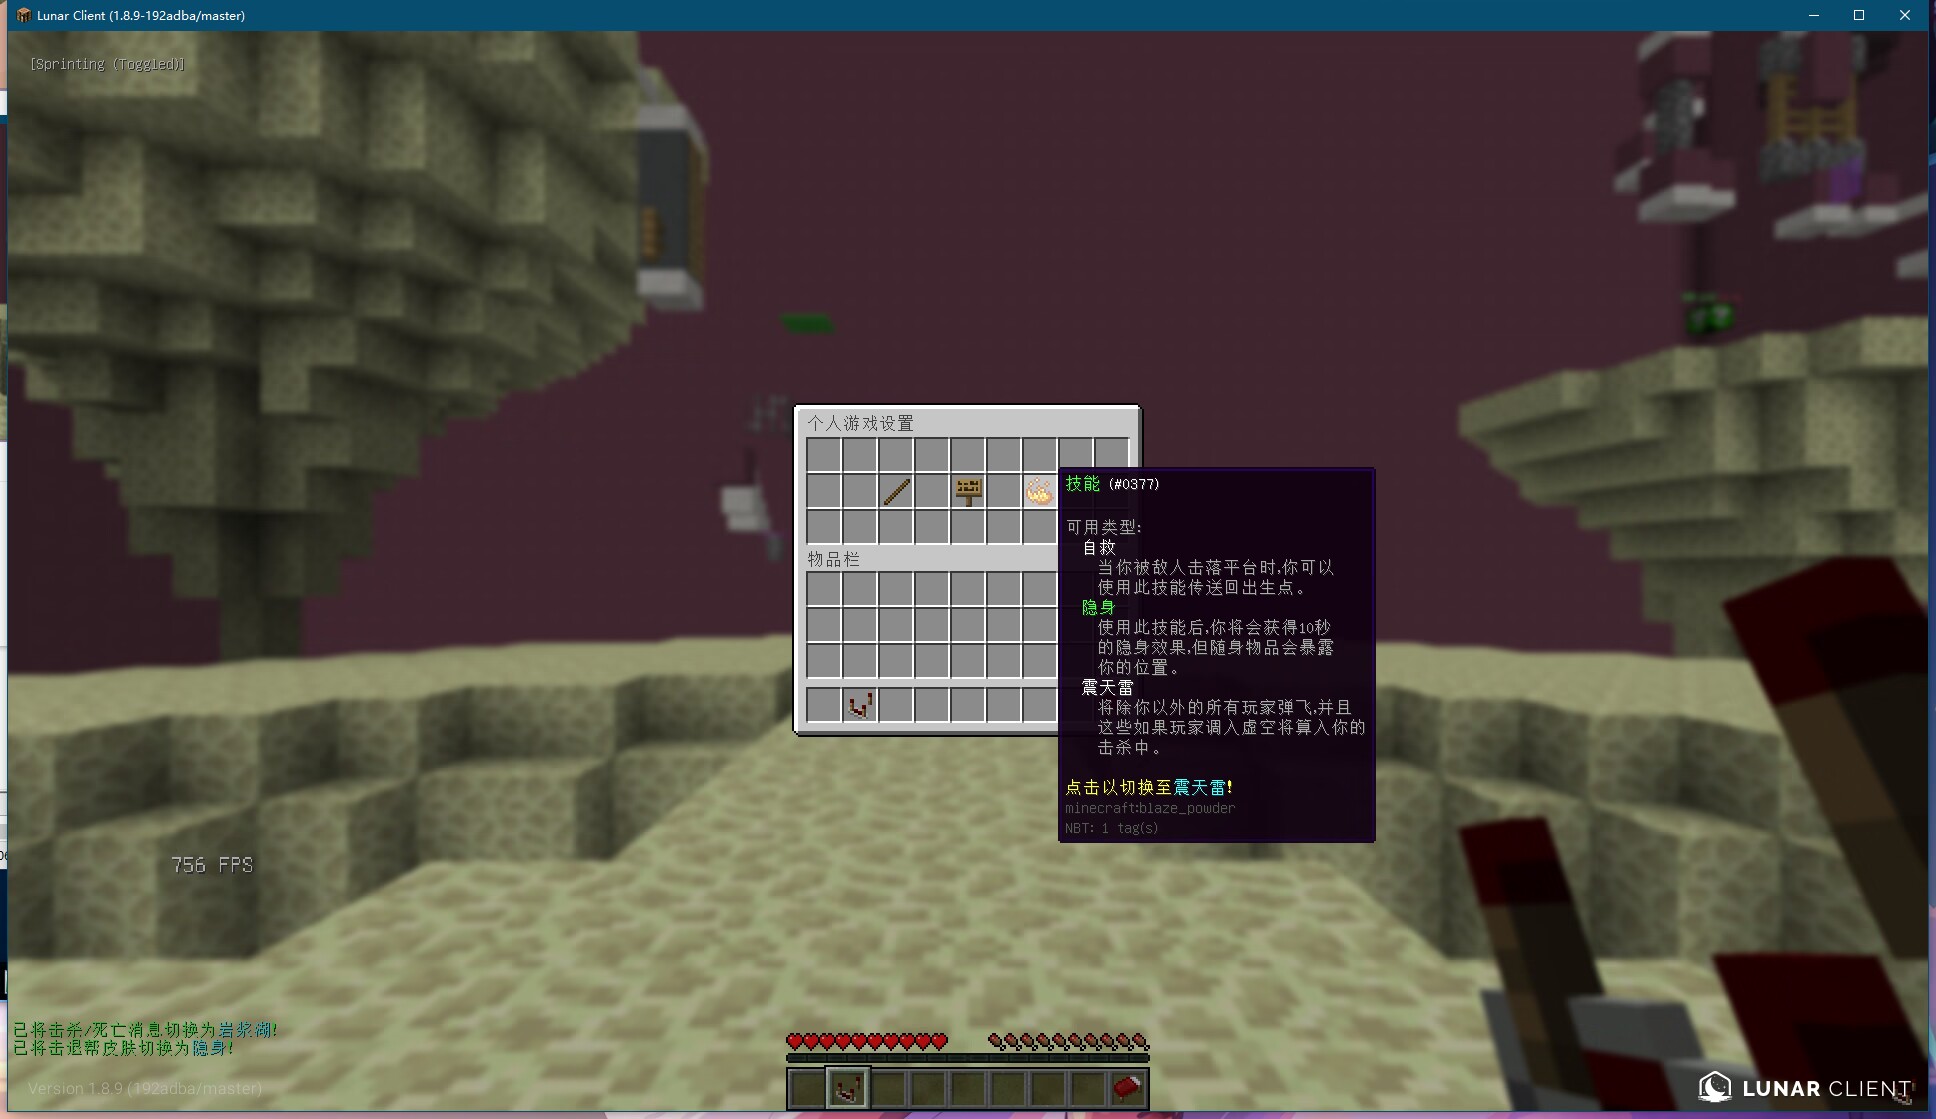 Lunar Client (1.8.9-192adba/master)
[Sprinting (Toggled)]
个人游戏设置
物品栏
技能 (#0377)
可用类型:
自救
当你被敌人击落平台时,你可以
使用此技能传送回出生点。
隐身
使用此技能后,你将会获得10秒
的隐身效果,但随身物品会暴露
你的位置。
震天雷
将除你以外的所有玩家弹飞,并且
这些如果玩家调入虚空将算入你的
击杀中。
点击以切换至震天雷!
minecraft:blaze_powder
NBT: 1 tag(s)
756 FPS
已将击杀/死亡消息切换为岩浆湖!
已将击退帮皮肤切换为隐身!
Version 1.8.9 (192adba/master)
LUNAR CLIENT